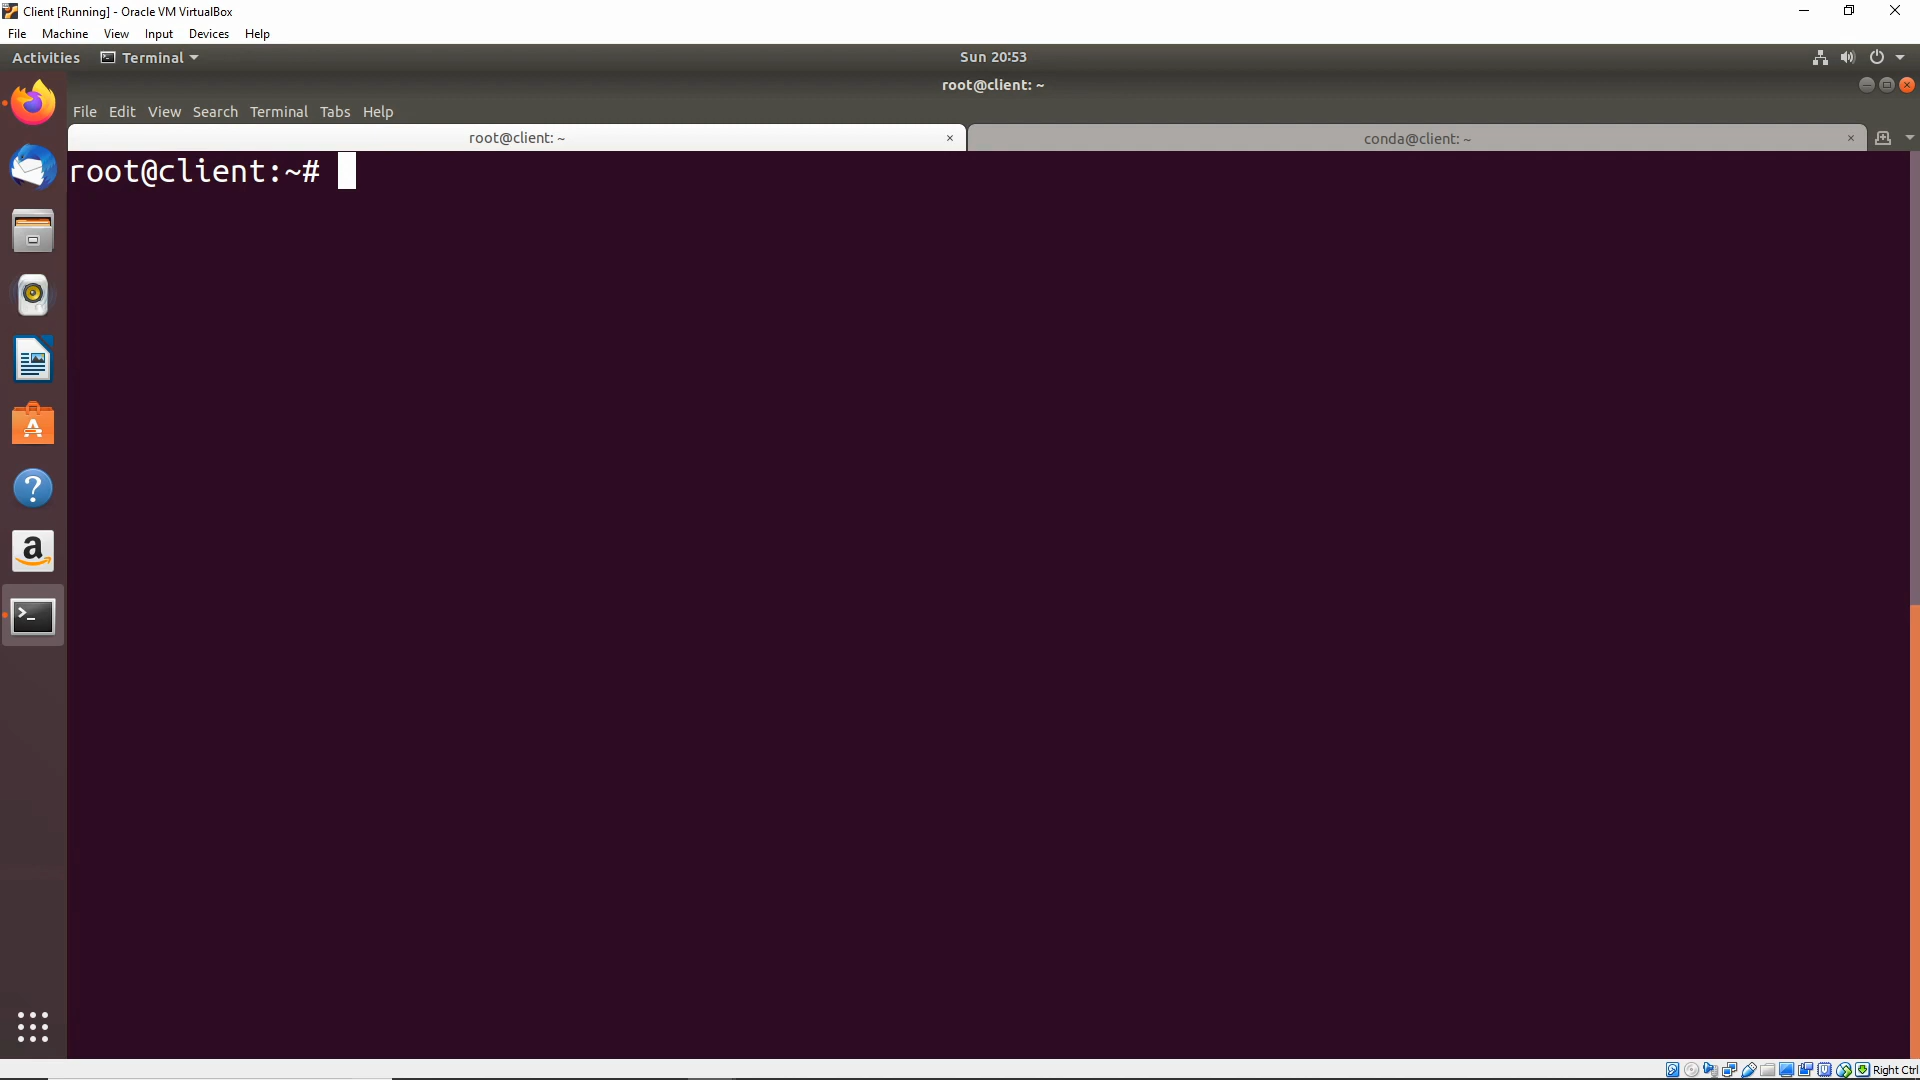 Client [Running] - Oracle VM VirtualBox
File Machine View Input Devices Help
Activities Terminal Sun 20:53
root@client: ~
File Edit View Search Terminal Tabs Help
root@client: ~ × conda@client: ~ ×
root@client:~#
Right Ctrl